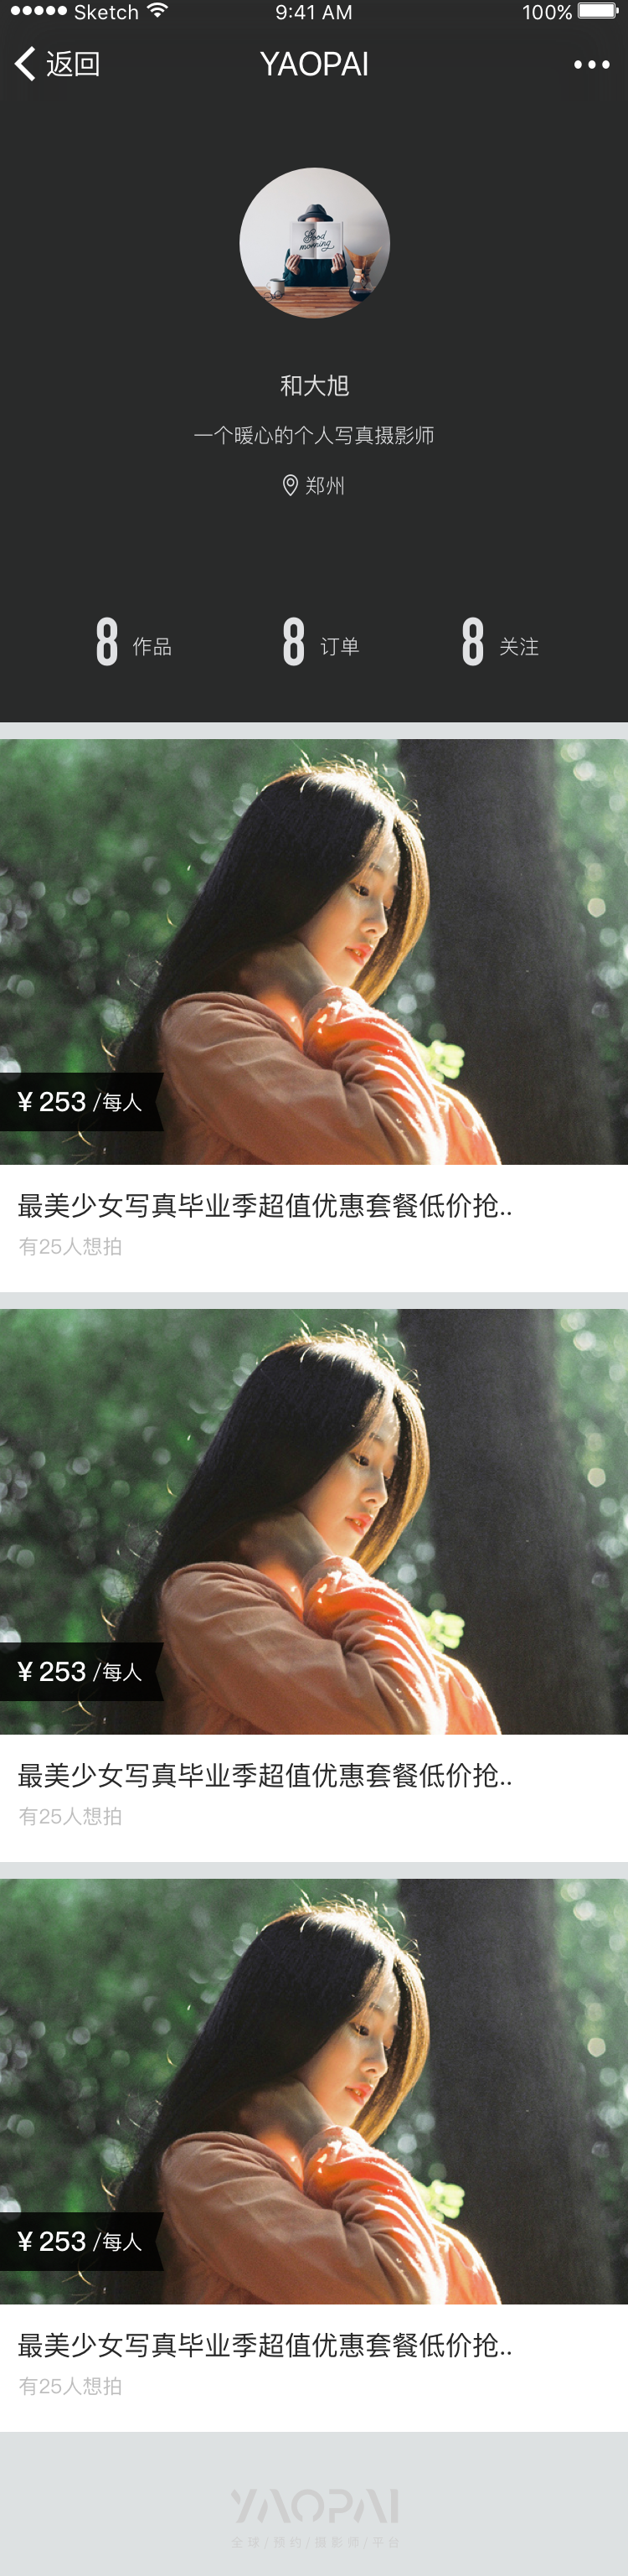 Sketch 9:41 AM 100%
返回 YAOPAI
Good morning
和大旭
一个暖心的个人写真摄影师
郑州
8 作品 8 订单 8 关注
¥ 253 /每人
最美少女写真毕业季超值优惠套餐低价抢..
有25人想拍
¥ 253 /每人
最美少女写真毕业季超值优惠套餐低价抢..
有25人想拍
¥ 253 /每人
最美少女写真毕业季超值优惠套餐低价抢..
有25人想拍
YAOPAI
全球/预约/摄影师/平台